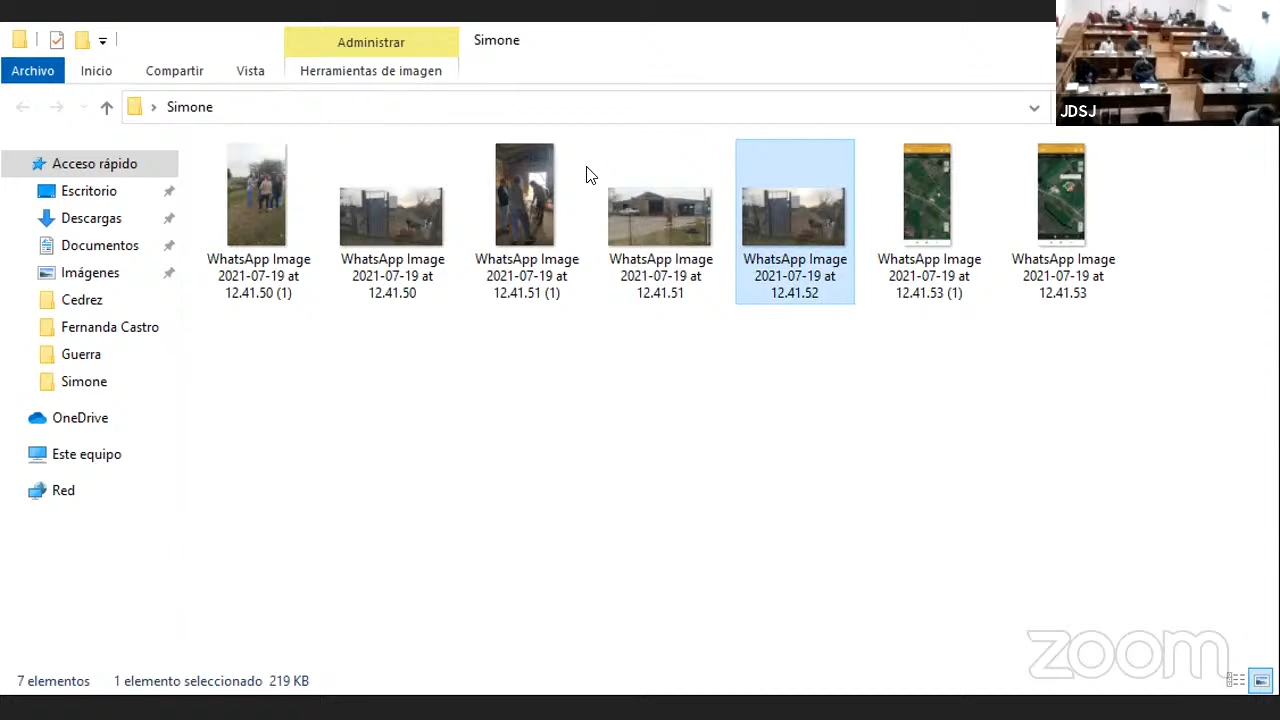 Administrar
Simone
Archivo
Inicio
Compartir
Vista
Herramientas de imagen
JDSJ
Simone
Acceso rápido
Escritorio
Descargas
Documentos
Imágenes
Cedrez
Fernanda Castro
Guerra
Simone
OneDrive
Este equipo
Red
WhatsApp Image
2021-07-19 at
12.41.50 (1)
WhatsApp Image
2021-07-19 at
12.41.50
WhatsApp Image
2021-07-19 at
12.41.51 (1)
WhatsApp Image
2021-07-19 at
12.41.51
WhatsApp Image
2021-07-19 at
12.41.52
WhatsApp Image
2021-07-19 at
12.41.53 (1)
WhatsApp Image
2021-07-19 at
12.41.53
zoom
7 elementos
1 elemento seleccionado 219 KB